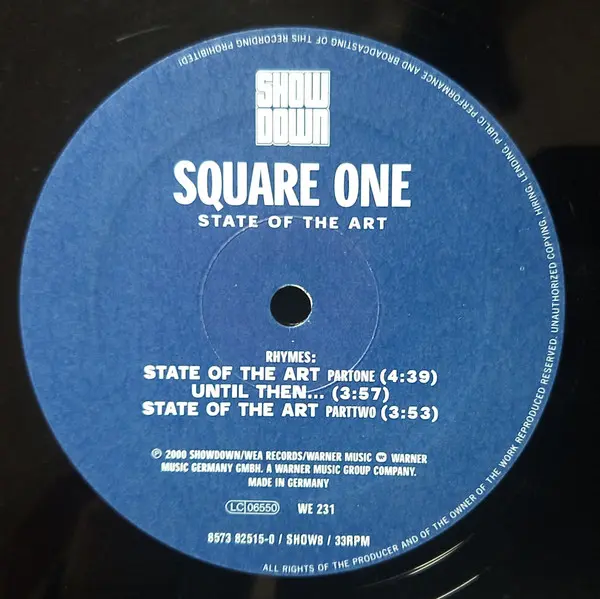 SHOW
DOWN
SQUARE ONE
STATE OF THE ART
RHYMES:
STATE OF THE ART PARTONE (4:39)
UNTIL THEN... (3:57)
STATE OF THE ART PARTTWO (3:53)
℗ 2000 SHOWDOWN/WEA RECORDS/WARNER MUSIC W WARNER
MUSIC GERMANY GMBH. A WARNER MUSIC GROUP COMPANY.
MADE IN GERMANY
LC 06550 WE 231
8573 82515-0 / SHOW8 / 33RPM
ALL RIGHTS OF THE PRODUCER AND OF THE OWNER OF THE WORK REPRODUCED RESERVED. UNAUTHORIZED COPYING, HIRING, LENDING, PUBLIC PERFORMANCE AND BROADCASTING OF THIS RECORDING PROHIBITED!